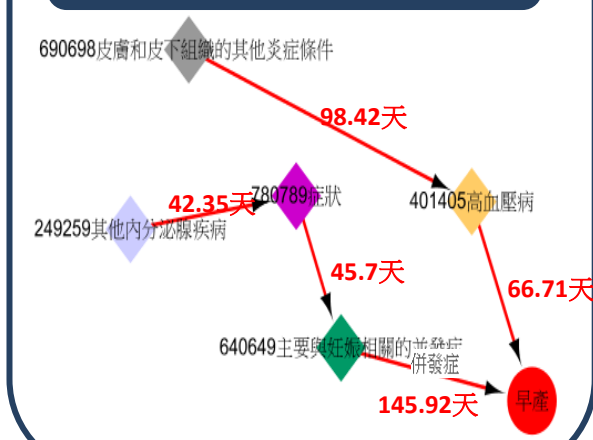 690698皮膚和皮下組織的其他炎症條件
98.42天
780789症狀
42.35天
401405高血壓病
249259其他內分泌腺疾病
45.7天
66.71天
640649主要與妊娠相關的並發症
併發症
早產
145.92天